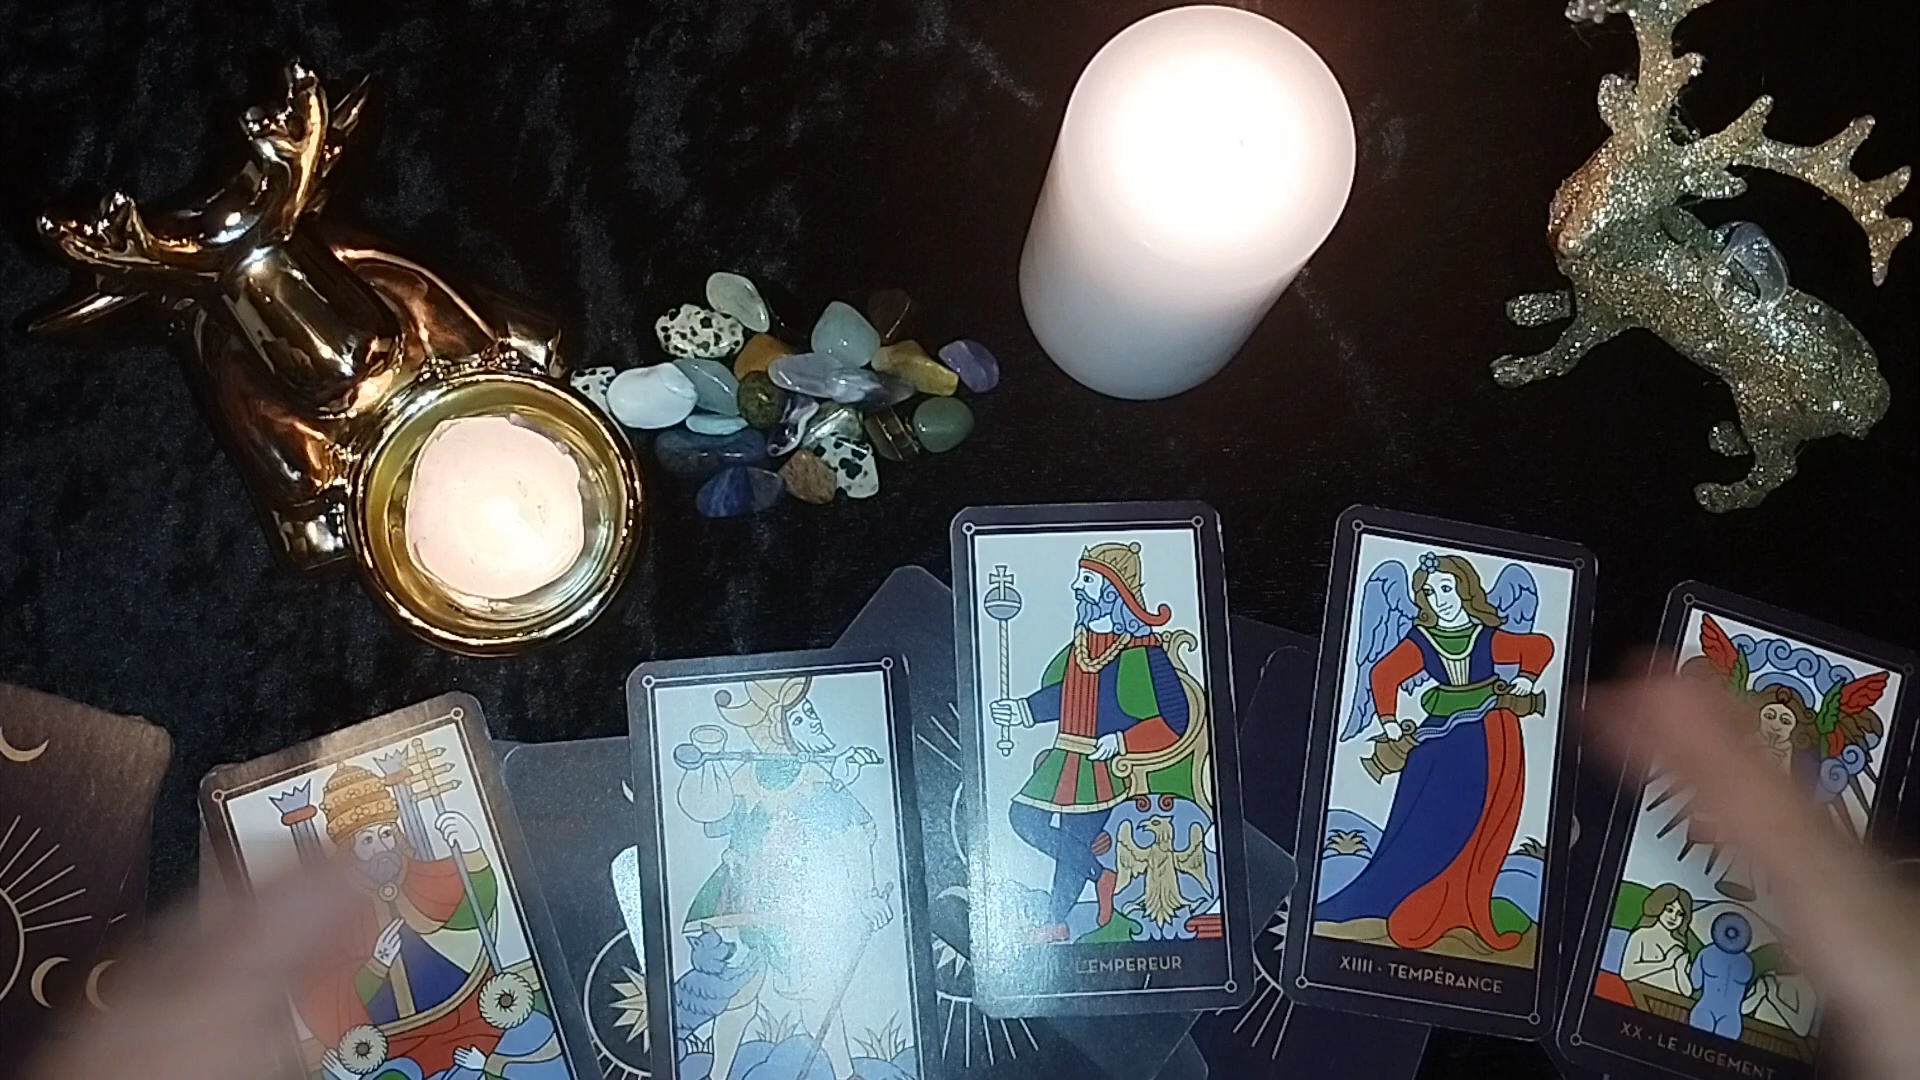 L'EMPEREUR
XIIII · TEMPÉRANCE
XX · LE JUGEMENT